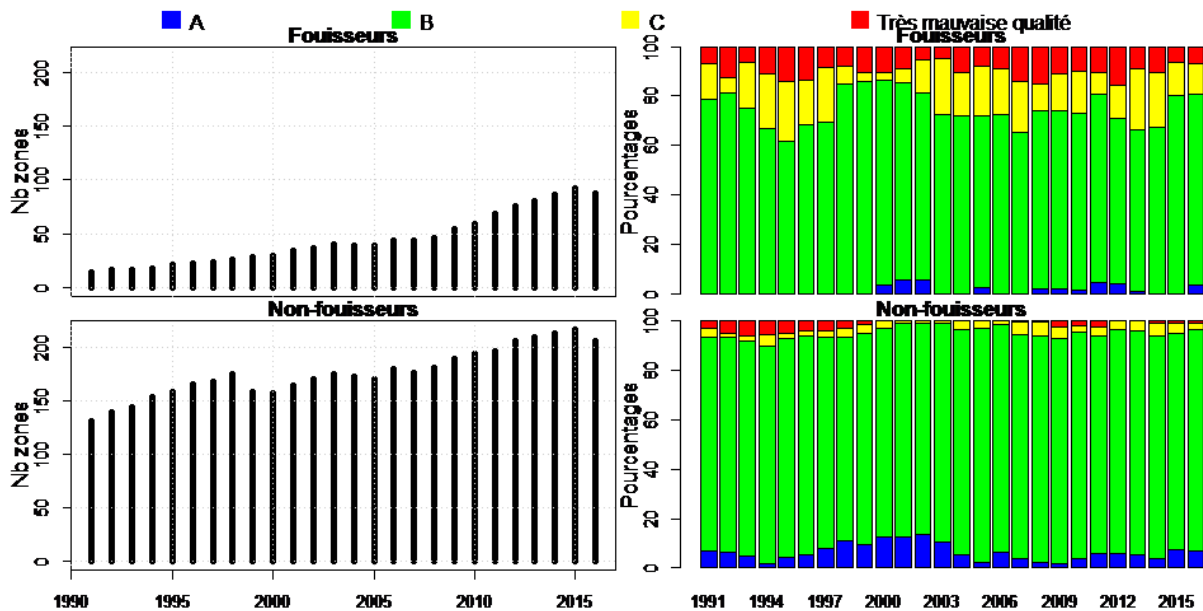 A B C Très mauvaise qualité
Fouisseurs
Nb zones
0 50 100 150 200
Fouisseurs
Pourcentages
0 20 40 60 80 100
Non-fouisseurs
Nb zones
0 50 100 150 200
1990 1995 2000 2005 2010 2015
Non-fouisseurs
Pourcentages
0 20 40 60 80 100
1991 1994 1997 2000 2003 2006 2009 2012 2015